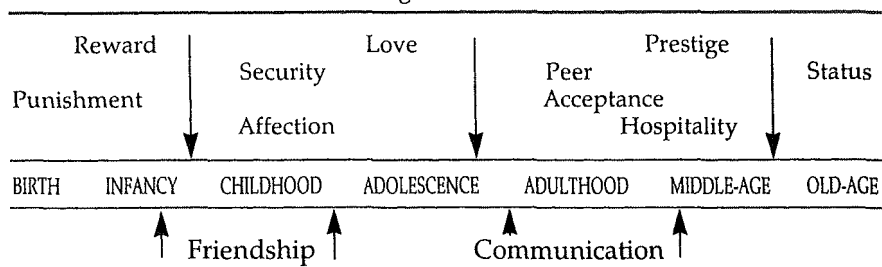 Reward Love Prestige
Security Peer Status
Punishment Acceptance
Affection Hospitality
BIRTH INFANCY CHILDHOOD ADOLESCENCE ADULTHOOD MIDDLE-AGE OLD-AGE
Friendship Communication